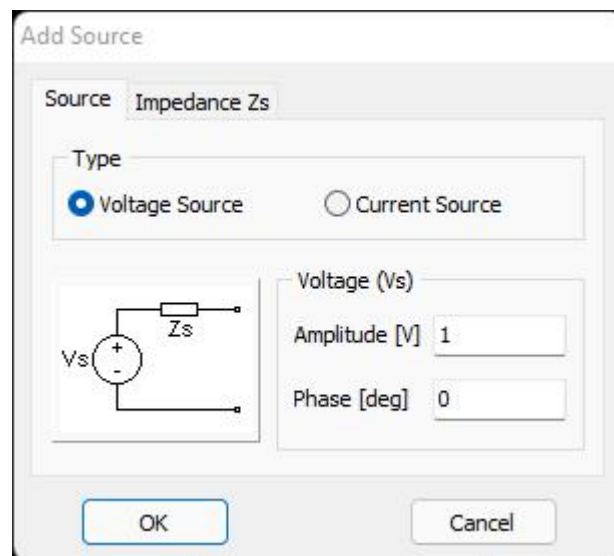 Add Source
Source Impedance Zs
Type
Voltage Source Current Source
Zs
Vs + -
Voltage (Vs)
Amplitude [V] 1
Phase [deg] 0
OK Cancel